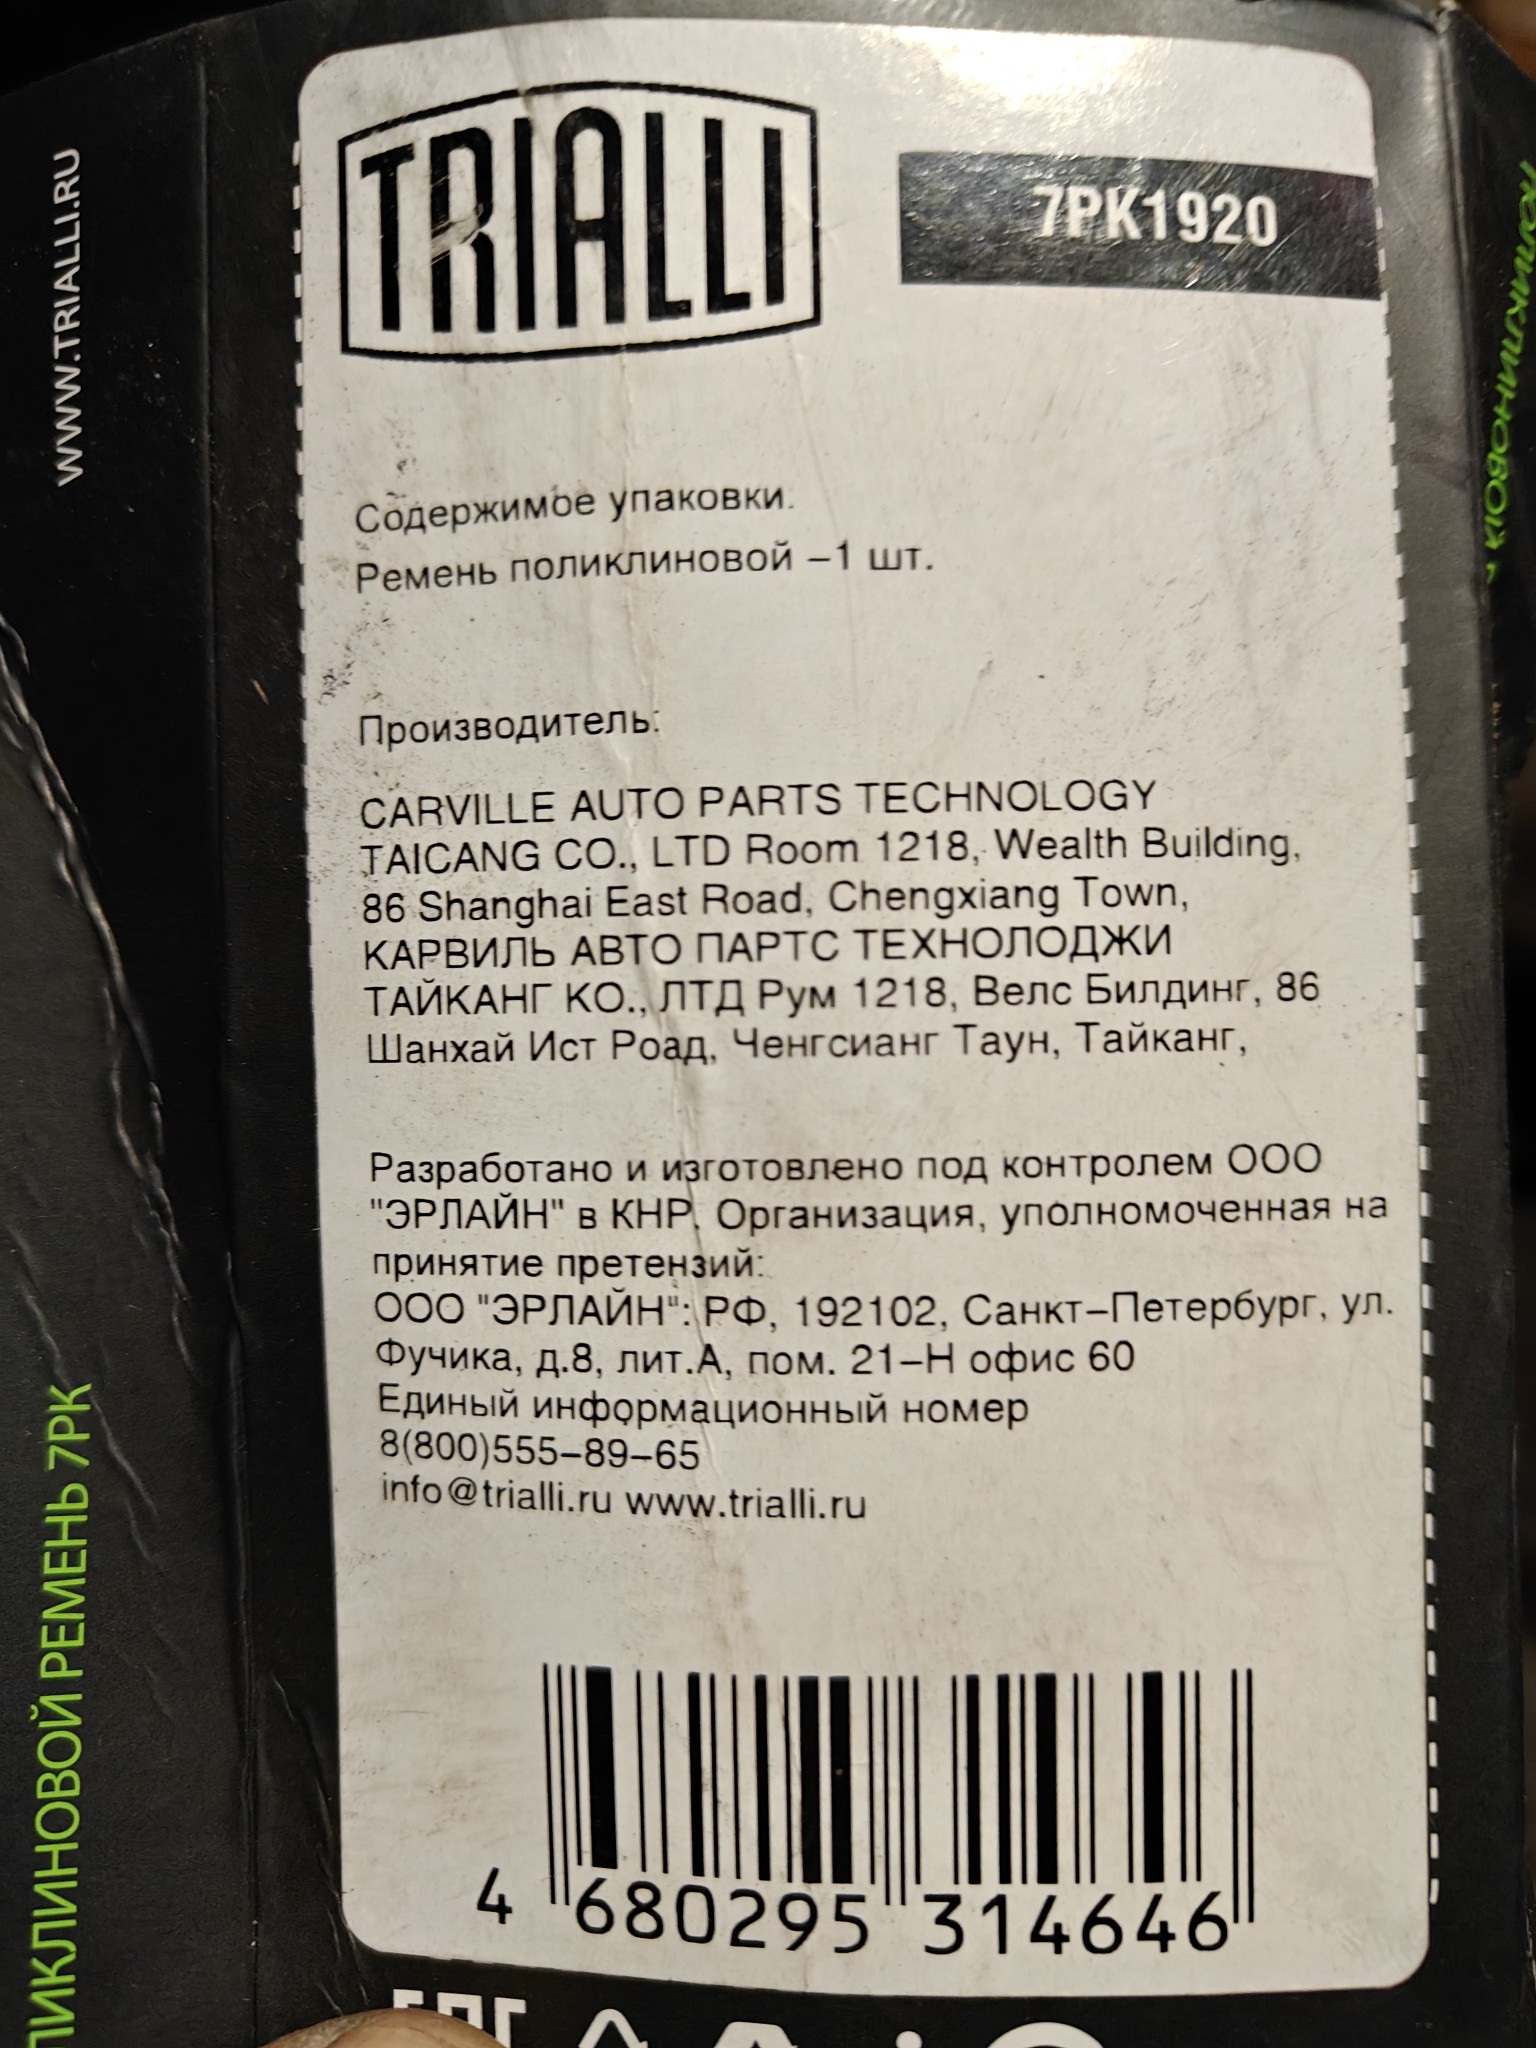 WWW.TRIALLI.RU
TRIALLI
7PK1920
Содержимое упаковки:
Ремень поликлиновой –1 шт.
Производитель:
CARVILLE AUTO PARTS TECHNOLOGY
TAICANG CO., LTD Room 1218, Wealth Building,
86 Shanghai East Road, Chengxiang Town,
КАРВИЛЬ АВТО ПАРТС ТЕХНОЛОДЖИ
ТАЙКАНГ КО., ЛТД Рум 1218, Велс Билдинг, 86
Шанхай Ист Роад, Ченгсианг Таун, Тайканг,
Разработано и изготовлено под контролем ООО
"ЭРЛАЙН" в КНР. Организация, уполномоченная на
принятие претензий:
ООО "ЭРЛАЙН": РФ, 192102, Санкт–Петербург, ул.
Фучика, д.8, лит.А, пом. 21–Н офис 60
Единый информационный номер
8(800)555–89–65
info@trialli.ru www.trialli.ru
4 680295 314646
ЛИКЛИНОВОЙ РЕМЕНЬ 7PK
ПОЛИКЛИНОВОЙ